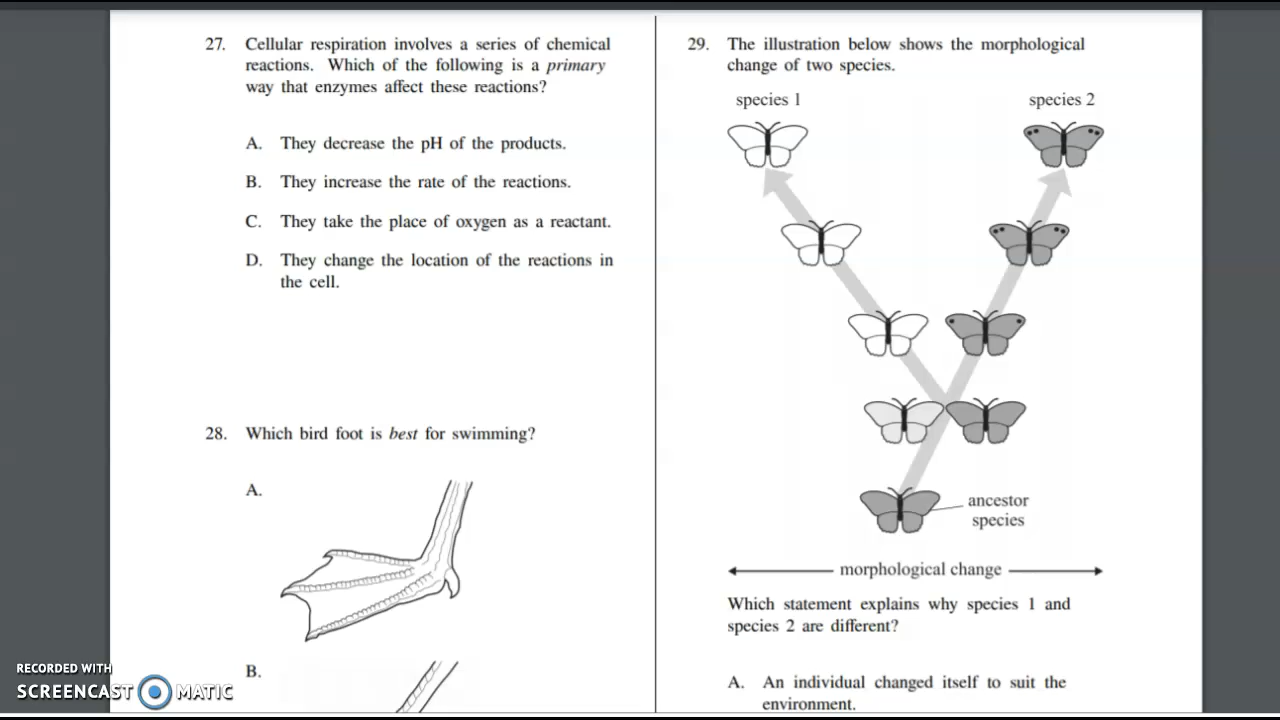 27. Cellular respiration involves a series of chemical
reactions. Which of the following is a primary
way that enzymes affect these reactions?
A. They decrease the pH of the products.
B. They increase the rate of the reactions.
C. They take the place of oxygen as a reactant.
D. They change the location of the reactions in
the cell.
28. Which bird foot is best for swimming?
A.
B.
29. The illustration below shows the morphological
change of two species.
species 1
species 2
ancestor
species
morphological change
Which statement explains why species 1 and
species 2 are different?
A. An individual changed itself to suit the
environment.
RECORDED WITH
SCREENCAST MATIC